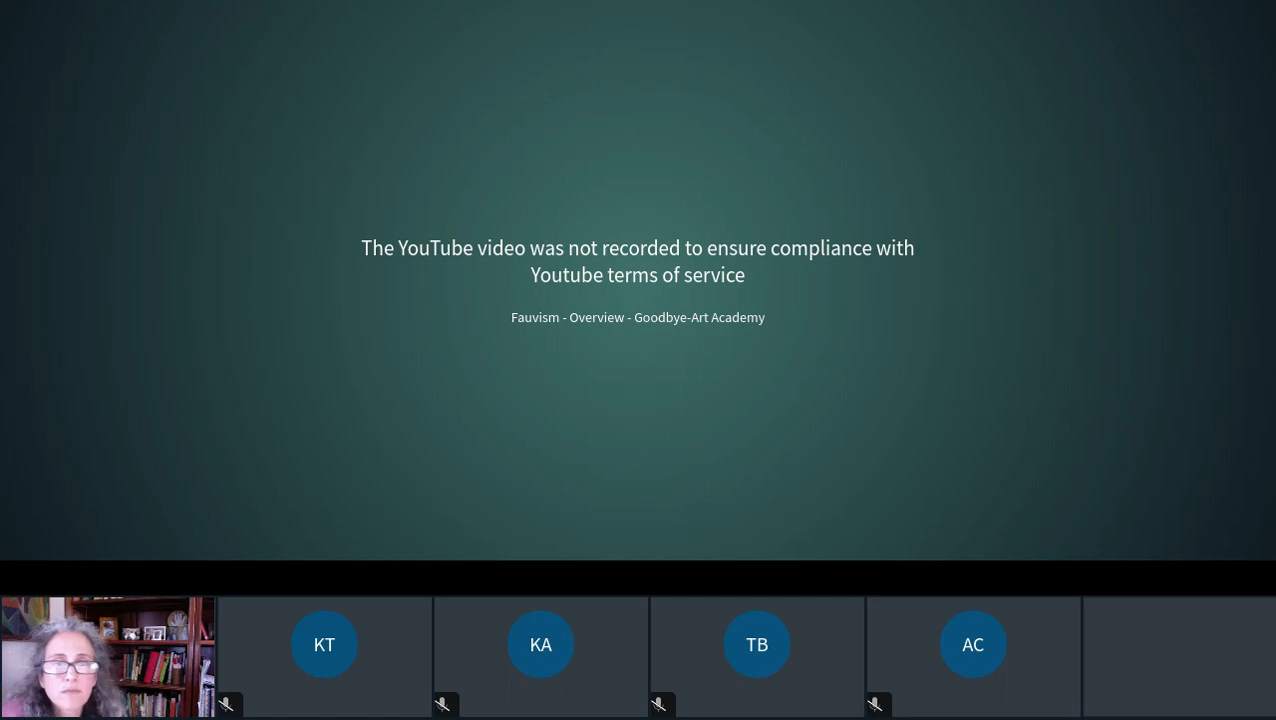 The YouTube video was not recorded to ensure compliance with
Youtube terms of service
Fauvism - Overview - Goodbye-Art Academy
KT
KA
TB
AC